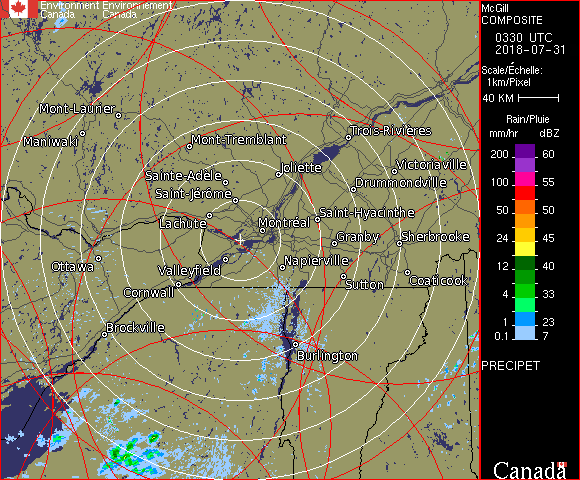 Environment Environnement
Canada Canada
McGill
COMPOSITE
0330 UTC
2018-07-31
Scale/Échelle:
1km/Pixel
40 KM
Rain/Pluie
mm/hr dBZ
200 60
100 55
50 50
24 45
12 40
4 33
1 23
0.1 7
PRECIPET
Canada
Mont-Laurier
Maniwaki
Mont-Tremblant
Trois-Rivières
Joliette
Victoriaville
Sainte-Adèle
Drummondville
Saint-Jérôme
Saint-Hyacinthe
Lachute
Montréal
Granby
Sherbrooke
Ottawa
Valleyfield
Napierville
Cornwall
Sutton
Coaticook
Brockville
Burlington